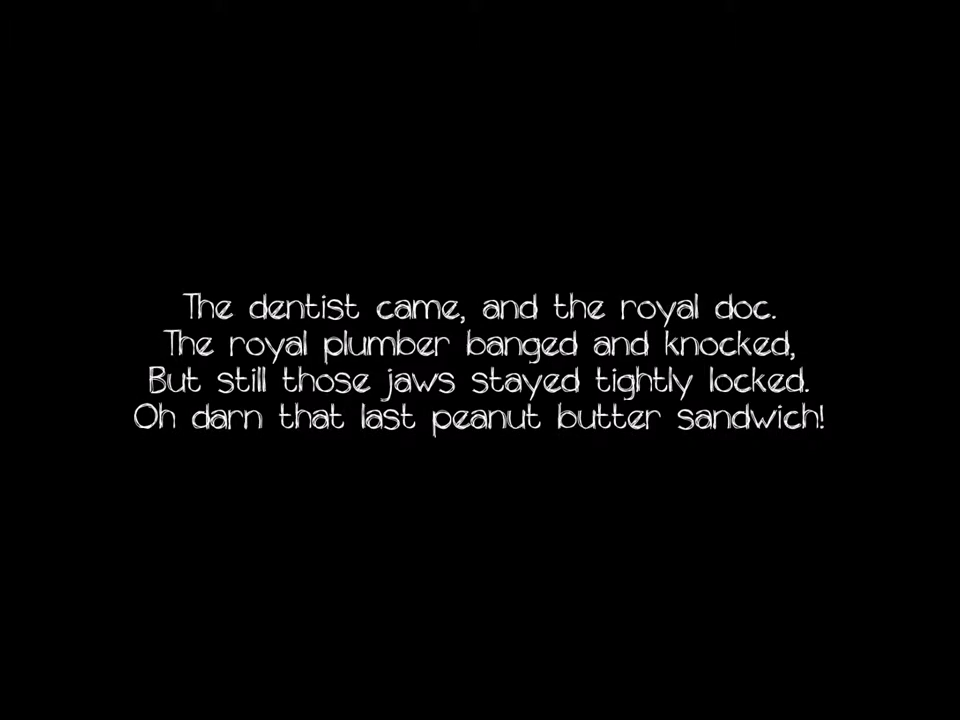 The dentist came, and the royal doc.
The royal plumber banged and knocked,
But still those jaws stayed tightly locked.
Oh darn that last peanut butter sandwich!